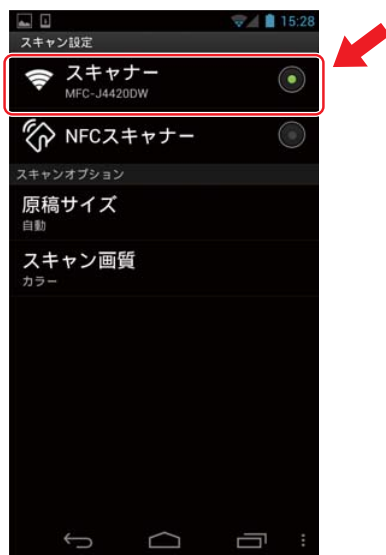 15:28
スキャン設定
スキャナー
MFC-J4420DW
NFCスキャナー
スキャンオプション
原稿サイズ
自動
スキャン画質
カラー